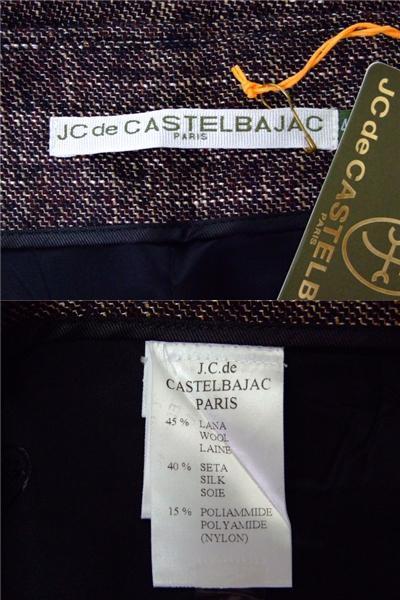 JC de CASTELBAJAC
PARIS
JC de CASTELB
PARIS
J.C.de
CASTELBAJAC
PARIS
45 % LANA
WOOL
LAINE
40 % SETA
SILK
SOIE
15 % POLIAMMIDE
POLYAMIDE
(NYLON)